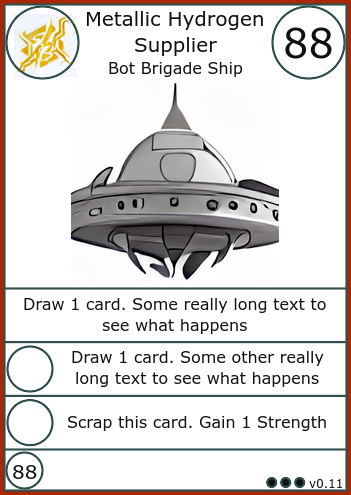 Metallic Hydrogen
Supplier
88
Bot Brigade Ship
Draw 1 card. Some really long text to
see what happens
Draw 1 card. Some other really
long text to see what happens
Scrap this card. Gain 1 Strength
88
v0.11